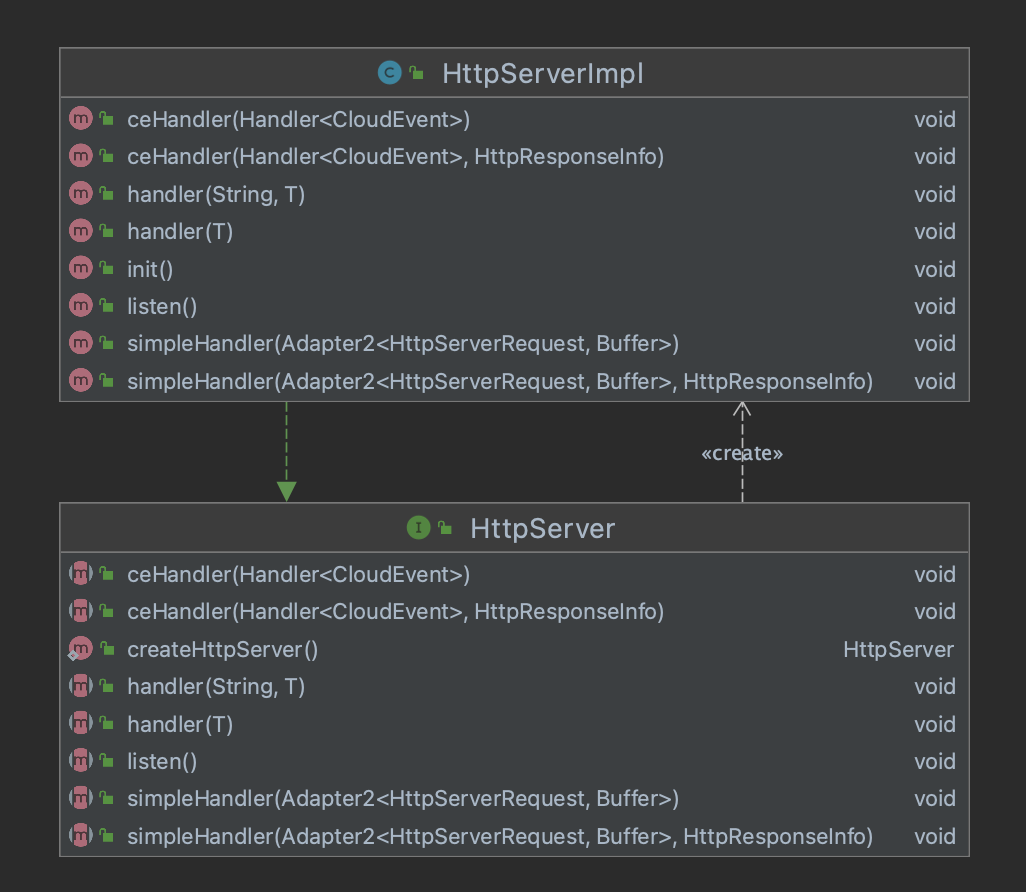 C HttpServerImpl
m ceHandler(Handler<CloudEvent>) void
m ceHandler(Handler<CloudEvent>, HttpResponseInfo) void
m handler(String, T) void
m handler(T) void
m init() void
m listen() void
m simpleHandler(Adapter2<HttpServerRequest, Buffer>) void
m simpleHandler(Adapter2<HttpServerRequest, Buffer>, HttpResponseInfo) void
«create»
I HttpServer
m ceHandler(Handler<CloudEvent>) void
m ceHandler(Handler<CloudEvent>, HttpResponseInfo) void
m createHttpServer() HttpServer
m handler(String, T) void
m handler(T) void
m listen() void
m simpleHandler(Adapter2<HttpServerRequest, Buffer>) void
m simpleHandler(Adapter2<HttpServerRequest, Buffer>, HttpResponseInfo) void